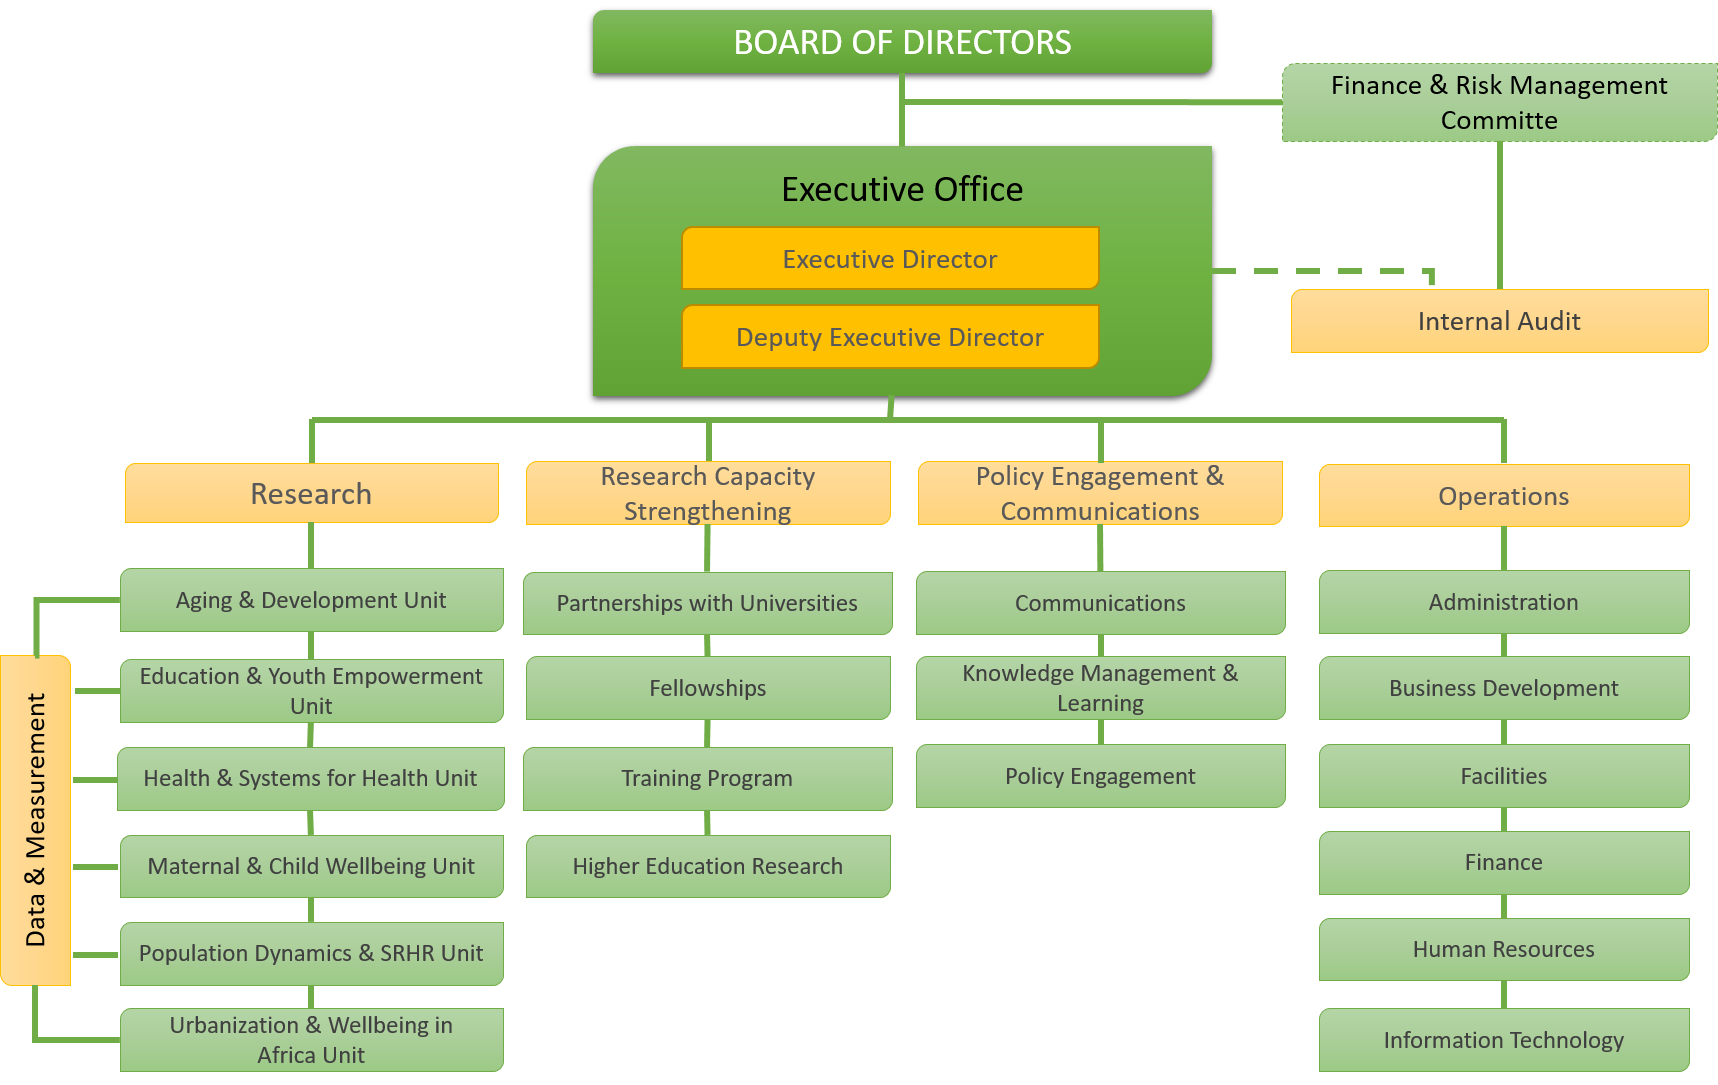 BOARD OF DIRECTORS
Finance & Risk Management
Committe
Executive Office
Executive Director
Deputy Executive Director
Internal Audit
Research
Research Capacity
Strengthening
Policy Engagement &
Communications
Operations
Data & Measurement
Aging & Development Unit
Education & Youth Empowerment
Unit
Health & Systems for Health Unit
Maternal & Child Wellbeing Unit
Population Dynamics & SRHR Unit
Urbanization & Wellbeing in
Africa Unit
Partnerships with Universities
Fellowships
Training Program
Higher Education Research
Communications
Knowledge Management &
Learning
Policy Engagement
Administration
Business Development
Facilities
Finance
Human Resources
Information Technology